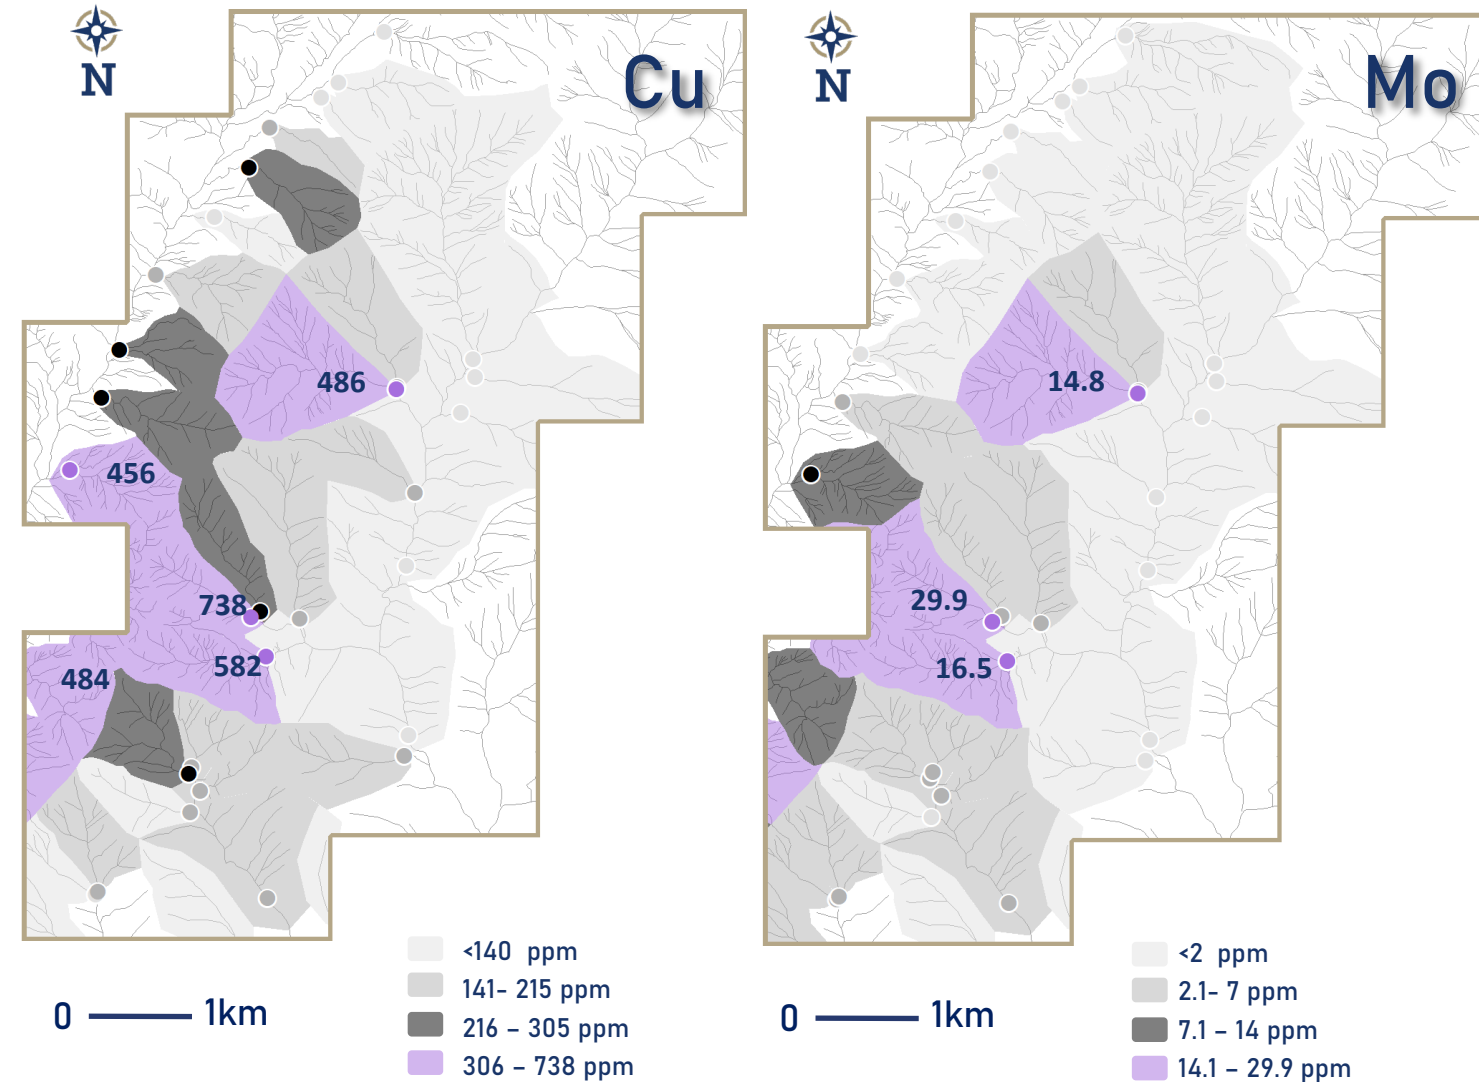 N
Cu
486
456
738
582
484
<140 ppm
141- 215 ppm
216 – 305 ppm
306 – 738 ppm
0 1km
N
Mo
14.8
29.9
16.5
<2 ppm
2.1- 7 ppm
7.1 – 14 ppm
14.1 – 29.9 ppm
0 1km